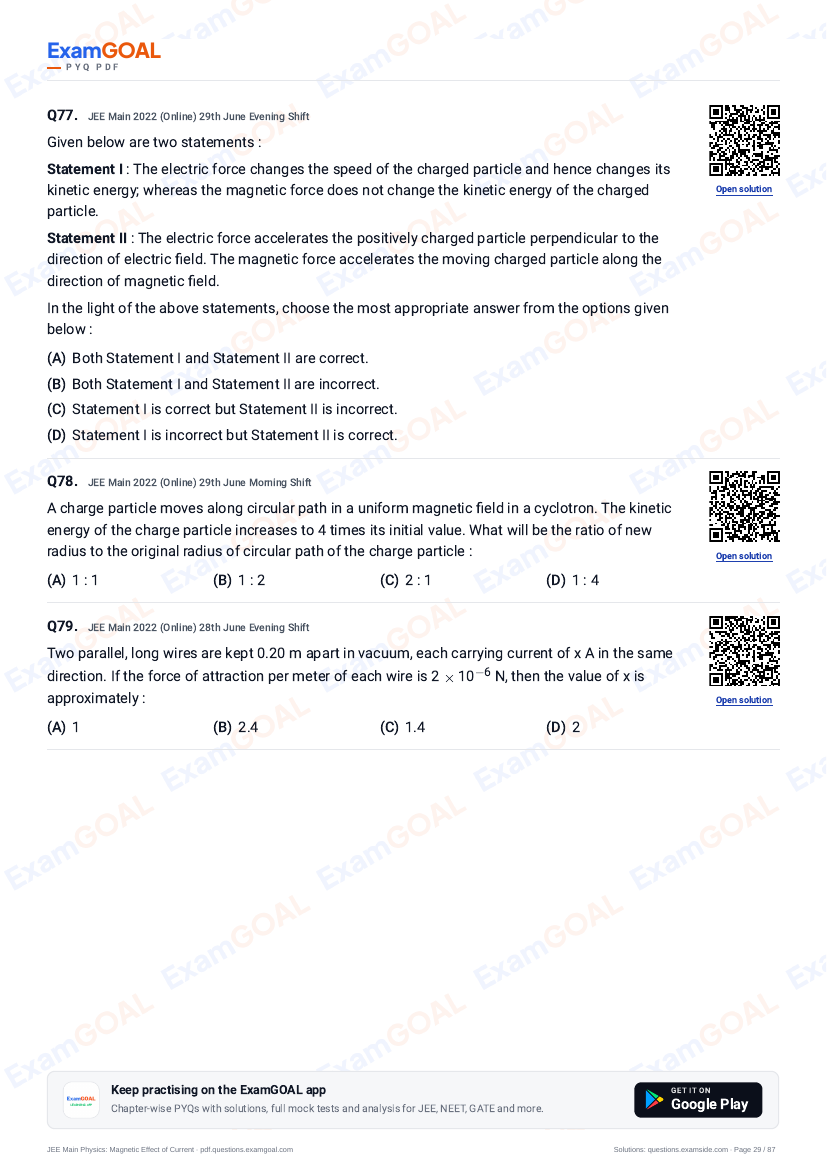 ExamGOAL
PYQ PDF
Q77. JEE Main 2022 (Online) 29th June Evening Shift
Given below are two statements :
Statement I : The electric force changes the speed of the charged particle and hence changes its
kinetic energy; whereas the magnetic force does not change the kinetic energy of the charged
particle.
Statement II : The electric force accelerates the positively charged particle perpendicular to the
direction of electric field. The magnetic force accelerates the moving charged particle along the
direction of magnetic field.
In the light of the above statements, choose the most appropriate answer from the options given
below :
(A) Both Statement I and Statement II are correct.
(B) Both Statement I and Statement II are incorrect.
(C) Statement I is correct but Statement II is incorrect.
(D) Statement I is incorrect but Statement II is correct.
Open solution
Q78. JEE Main 2022 (Online) 29th June Morning Shift
A charge particle moves along circular path in a uniform magnetic field in a cyclotron. The kinetic
energy of the charge particle increases to 4 times its initial value. What will be the ratio of new
radius to the original radius of circular path of the charge particle :
(A) 1 : 1 (B) 1 : 2 (C) 2 : 1 (D) 1 : 4
Open solution
Q79. JEE Main 2022 (Online) 28th June Evening Shift
Two parallel, long wires are kept 0.20 m apart in vacuum, each carrying current of x A in the same
direction. If the force of attraction per meter of each wire is 2 × 10⁻⁶ N, then the value of x is
approximately :
(A) 1 (B) 2.4 (C) 1.4 (D) 2
Open solution
ExamGOAL
Keep practising on the ExamGOAL app
Chapter-wise PYQs with solutions, full mock tests and analysis for JEE, NEET, GATE and more.
GET IT ON
Google Play
JEE Main Physics: Magnetic Effect of Current · pdf.questions.examgoal.com
Solutions: questions.examside.com · Page 29 / 87